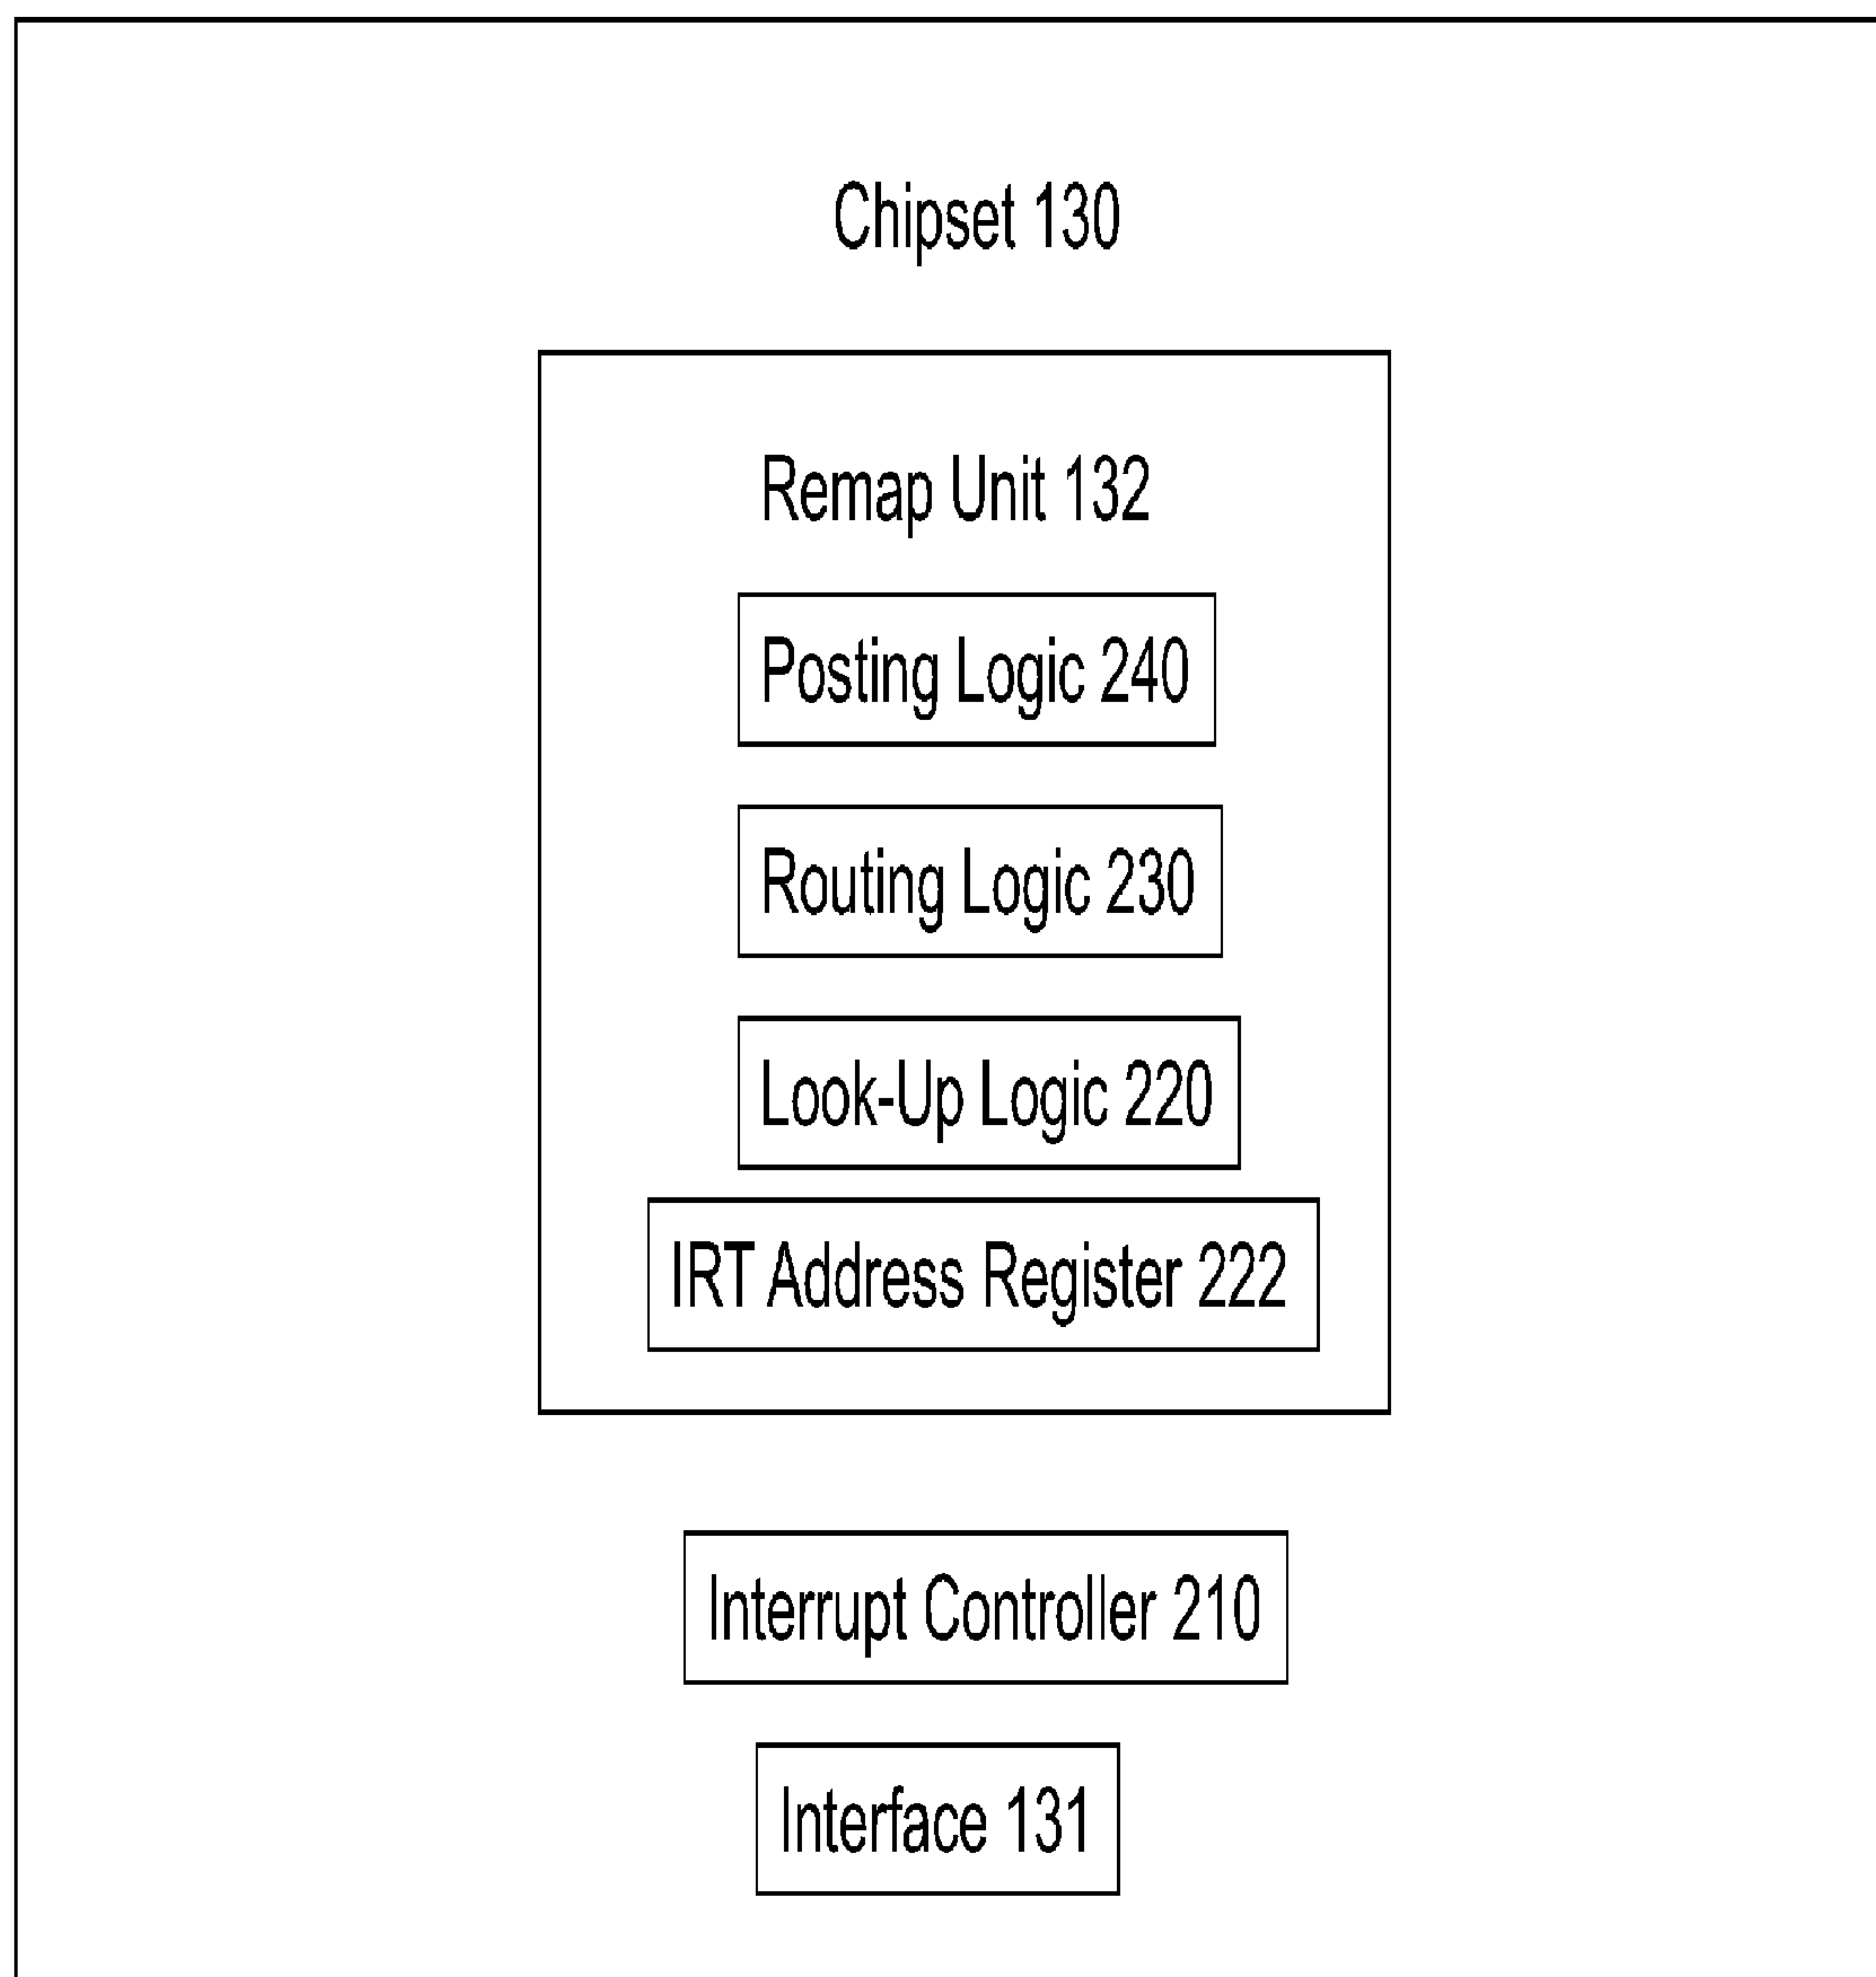 Chipset 130
Remap Unit 132
Posting Logic 240
Routing Logic 230
Look-Up Logic 220
IRT Address Register 222
Interrupt Controller 210
Interface 131